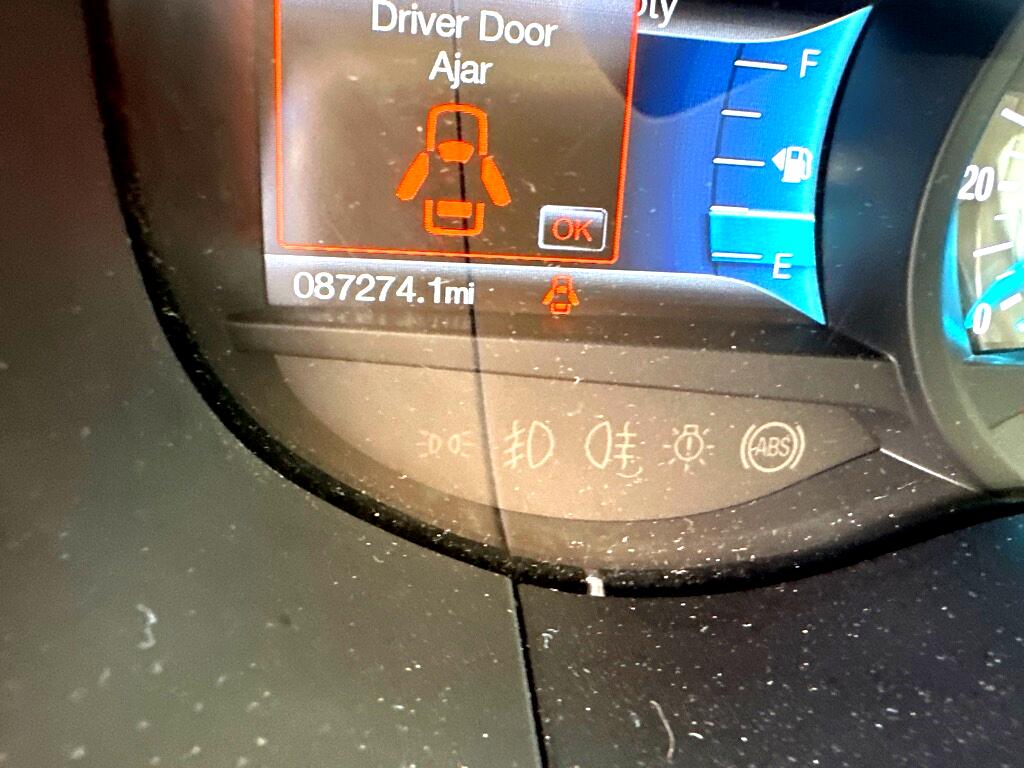 Driver Door
Ajar
OK
F
E
087274.1mi
20
0
ABS